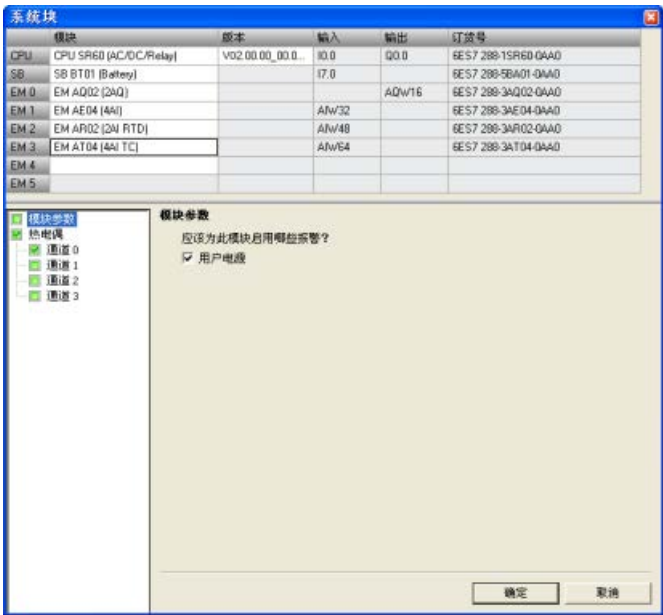 系统块
模块 版本 输入 输出 订货号
CPU CPU SR60 (AC/DC/Relay) V02.00.00_00.0... I0.0 Q0.0 6ES7 288-1SR60-0AA0
SB SB BT01 (Battery) I7.0 6ES7 288-5BA01-0AA0
EM 0 EM AQ02 (2AQ) AQW16 6ES7 288-3AQ02-0AA0
EM 1 EM AE04 (4AI) AIW32 6ES7 288-3AE04-0AA0
EM 2 EM AR02 (2AI RTD) AIW48 6ES7 288-3AR02-0AA0
EM 3 EM AT04 (4AI TC) AIW64 6ES7 288-3AT04-0AA0
EM 4
EM 5
模块参数
热电偶
通道 0
通道 1
通道 2
通道 3
模块参数
应该为此模块启用哪些报警?
用户电源
确定 取消